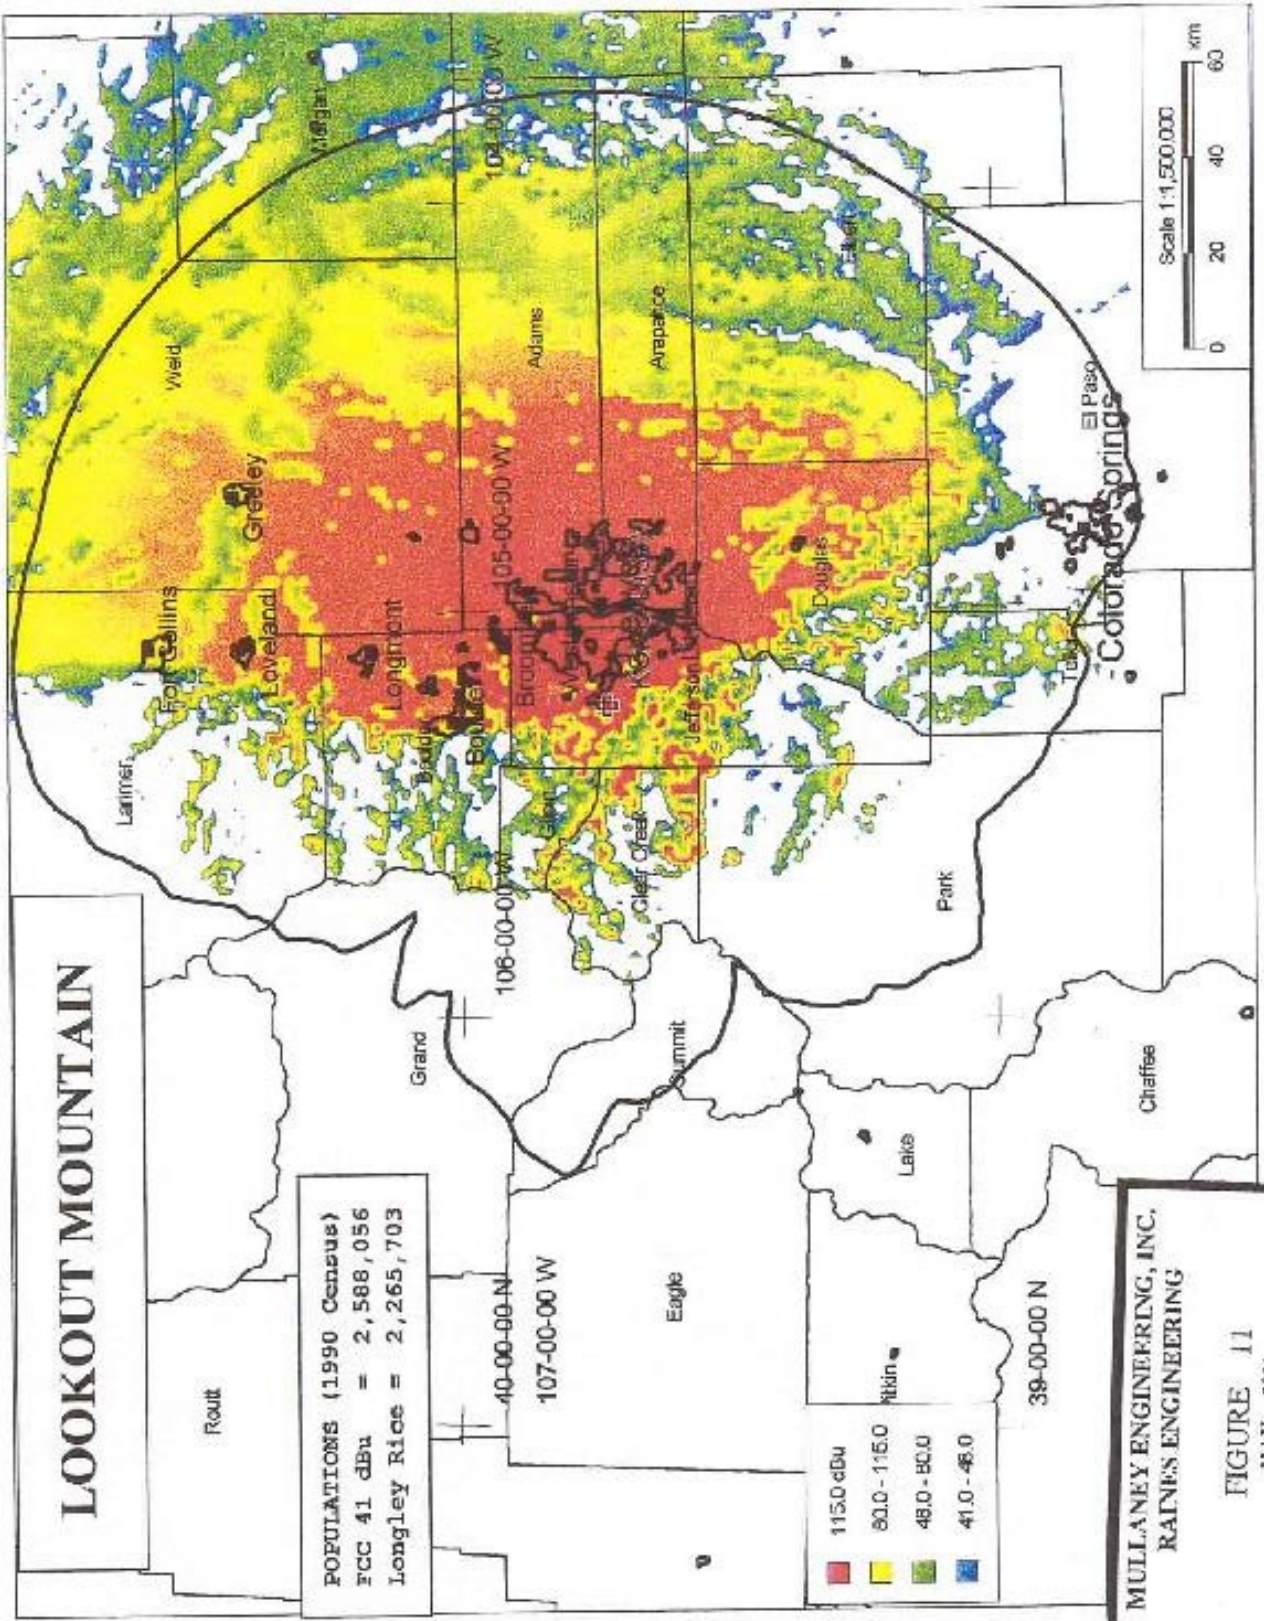 LOOKOUT MOUNTAIN
POPULATIONS (1990 Census)
FCC 41 dBu = 2,588,056
Longley Rice = 2,265,703
Routt
Grand
Larimer
Weld
Morgan
Fort Collins
Loveland
Greeley
Longmont
Boulder
40-00-00 N
107-00-00 W
106-00-00 W
105-00-00 W
104-00-00 W
Adams
Arapahoe
Eagle
Summit
Clear Creek
Jefferson
Douglas
Elbert
Lake
Park
Chaffee
El Paso
Colorado Springs
39-00-00 N
115.0 dBu
80.0 - 115.0
48.0 - 80.0
41.0 - 48.0
Scale 1:1,500,000
0 20 40 60 km
MULLANEY ENGINEERING, INC.
RAINES ENGINEERING
FIGURE 11